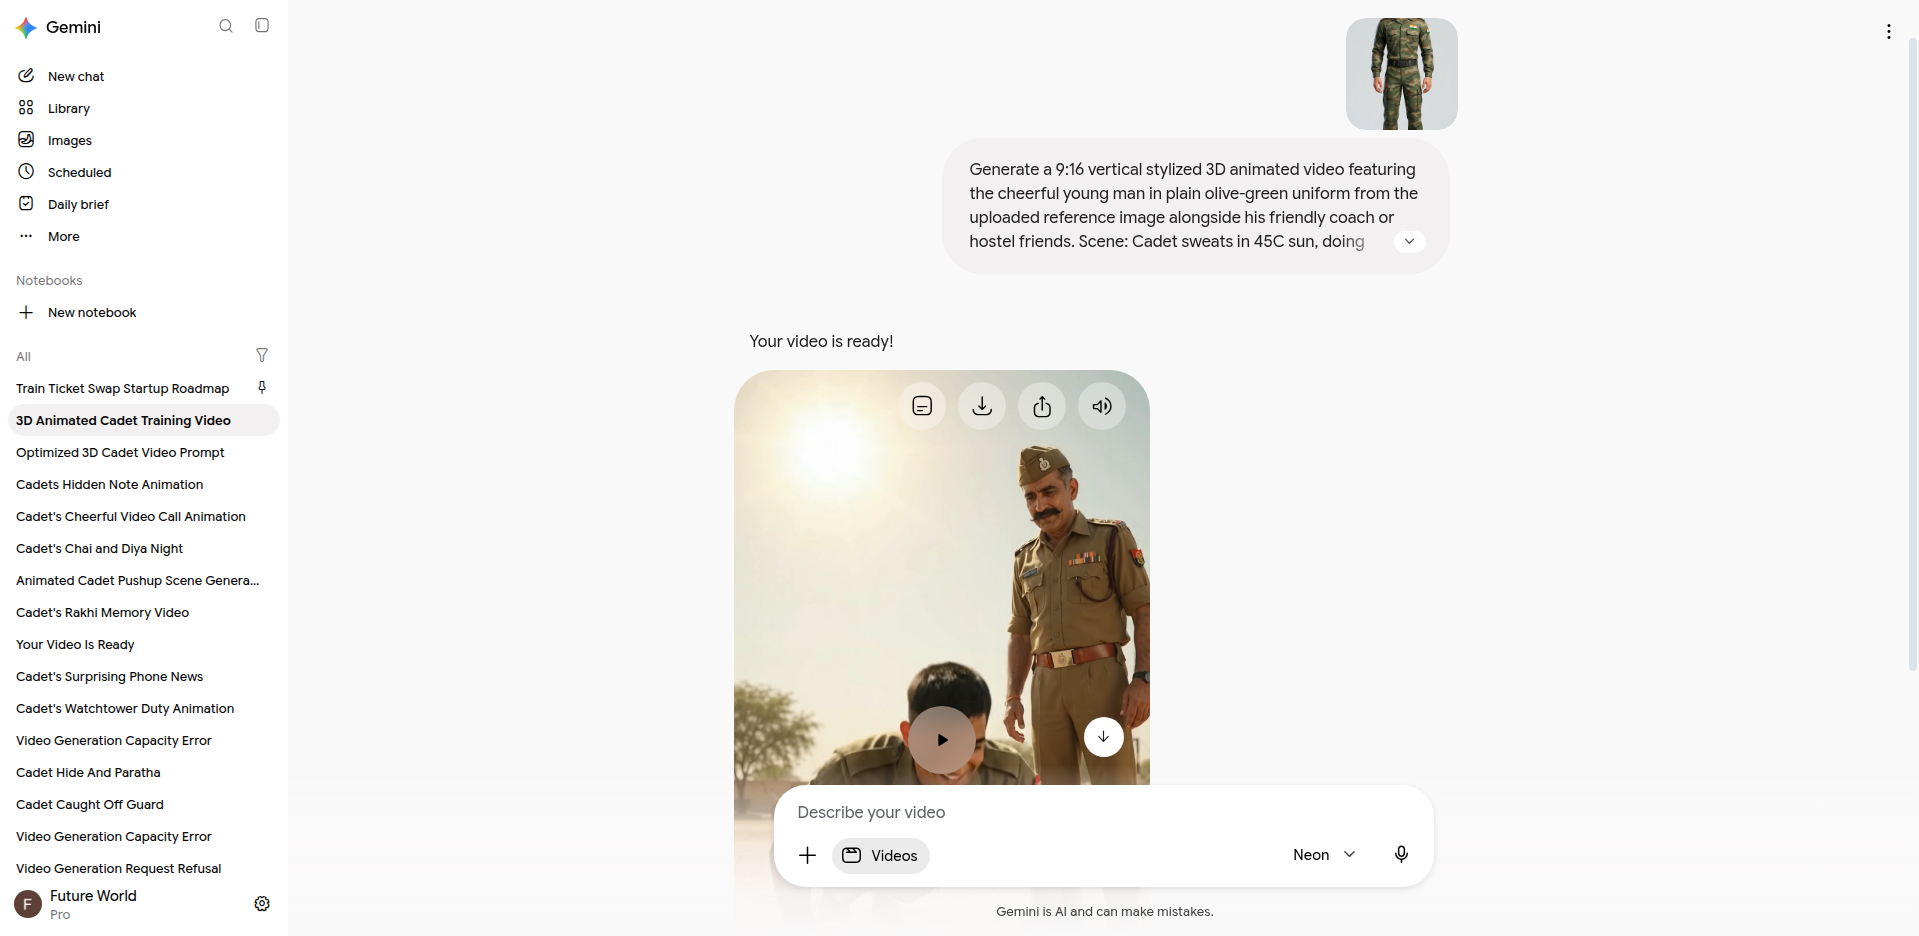 Gemini
New chat
Library
Images
Scheduled
Daily brief
More
Notebooks
New notebook
All
Train Ticket Swap Startup Roadmap
3D Animated Cadet Training Video
Optimized 3D Cadet Video Prompt
Cadets Hidden Note Animation
Cadet's Cheerful Video Call Animation
Cadet's Chai and Diya Night
Animated Cadet Pushup Scene Genera...
Cadet's Rakhi Memory Video
Your Video Is Ready
Cadet's Surprising Phone News
Cadet's Watchtower Duty Animation
Video Generation Capacity Error
Cadet Hide And Paratha
Cadet Caught Off Guard
Video Generation Capacity Error
Video Generation Request Refusal
F
Future World
Pro
Generate a 9:16 vertical stylized 3D animated video featuring
the cheerful young man in plain olive-green uniform from the
uploaded reference image alongside his friendly coach or
hostel friends. Scene: Cadet sweats in 45C sun, doing
Your video is ready!
Describe your video
Videos
Neon
Gemini is AI and can make mistakes.